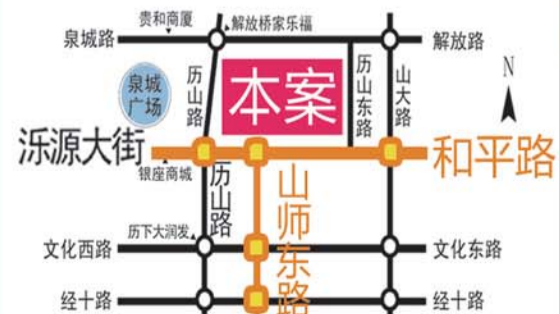 贵和商厦
解放桥家乐福
泉城路
解放路
泉城
广场
历山路
本案
历山东路
山大路
N
泺源大街
和平路
银座商城
历山路
山师东路
历下大润发
文化西路
文化东路
经十路
经十路